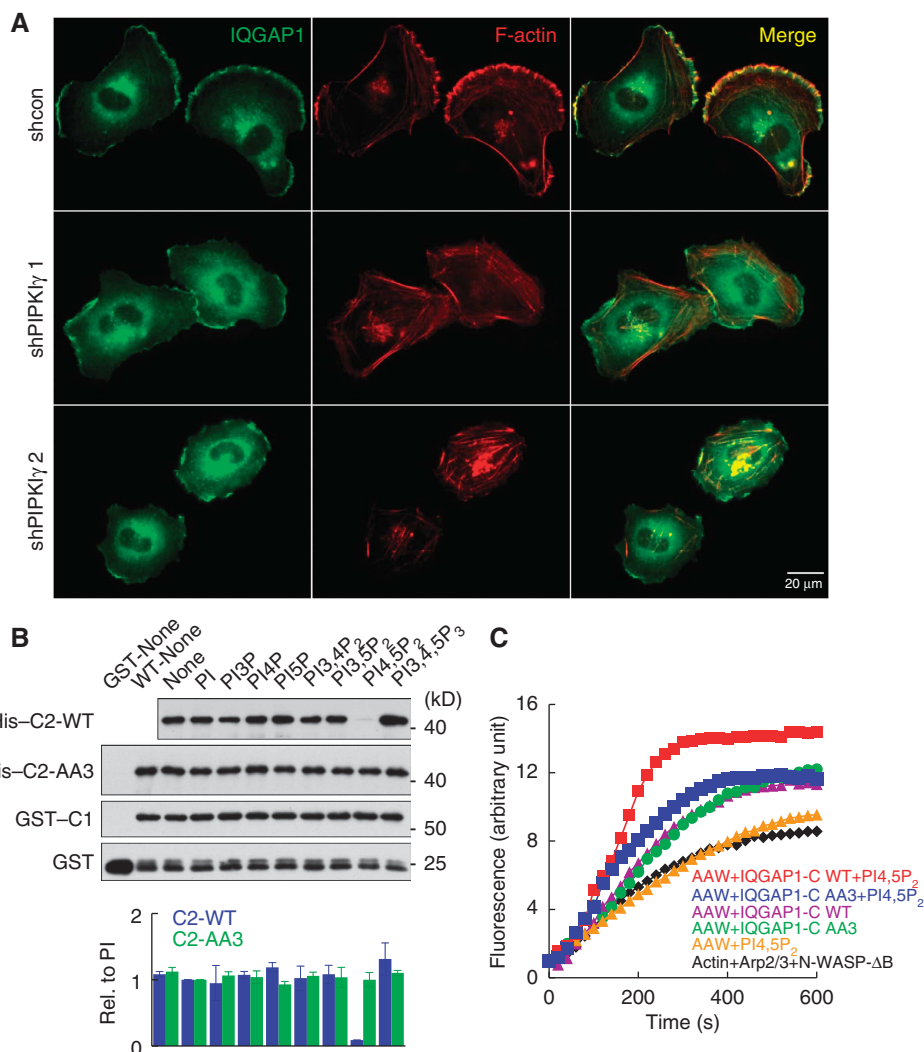 A
IQGAP1
F-actin
Merge
shcon
shPIPKIγ 1
shPIPKIγ 2
20 μm
B
GST-None
WT-None
None
PI
PI3P
PI4P
PI5P
PI3,4P2
PI3,5P2
PI4,5P2
PI3,4,5P3
(kD)
His–C2-WT
40
is–C2-AA3
40
GST–C1
50
GST
25
C2-WT
C2-AA3
Rel. to PI
2
1
0
C
Fluorescence (arbitrary unit)
16
12
8
4
0
AAW+IQGAP1-C WT+PI4,5P2
AAW+IQGAP1-C AA3+PI4,5P2
AAW+IQGAP1-C WT
AAW+IQGAP1-C AA3
AAW+PI4,5P2
Actin+Arp2/3+N-WASP-ΔB
0 200 400 600
Time (s)